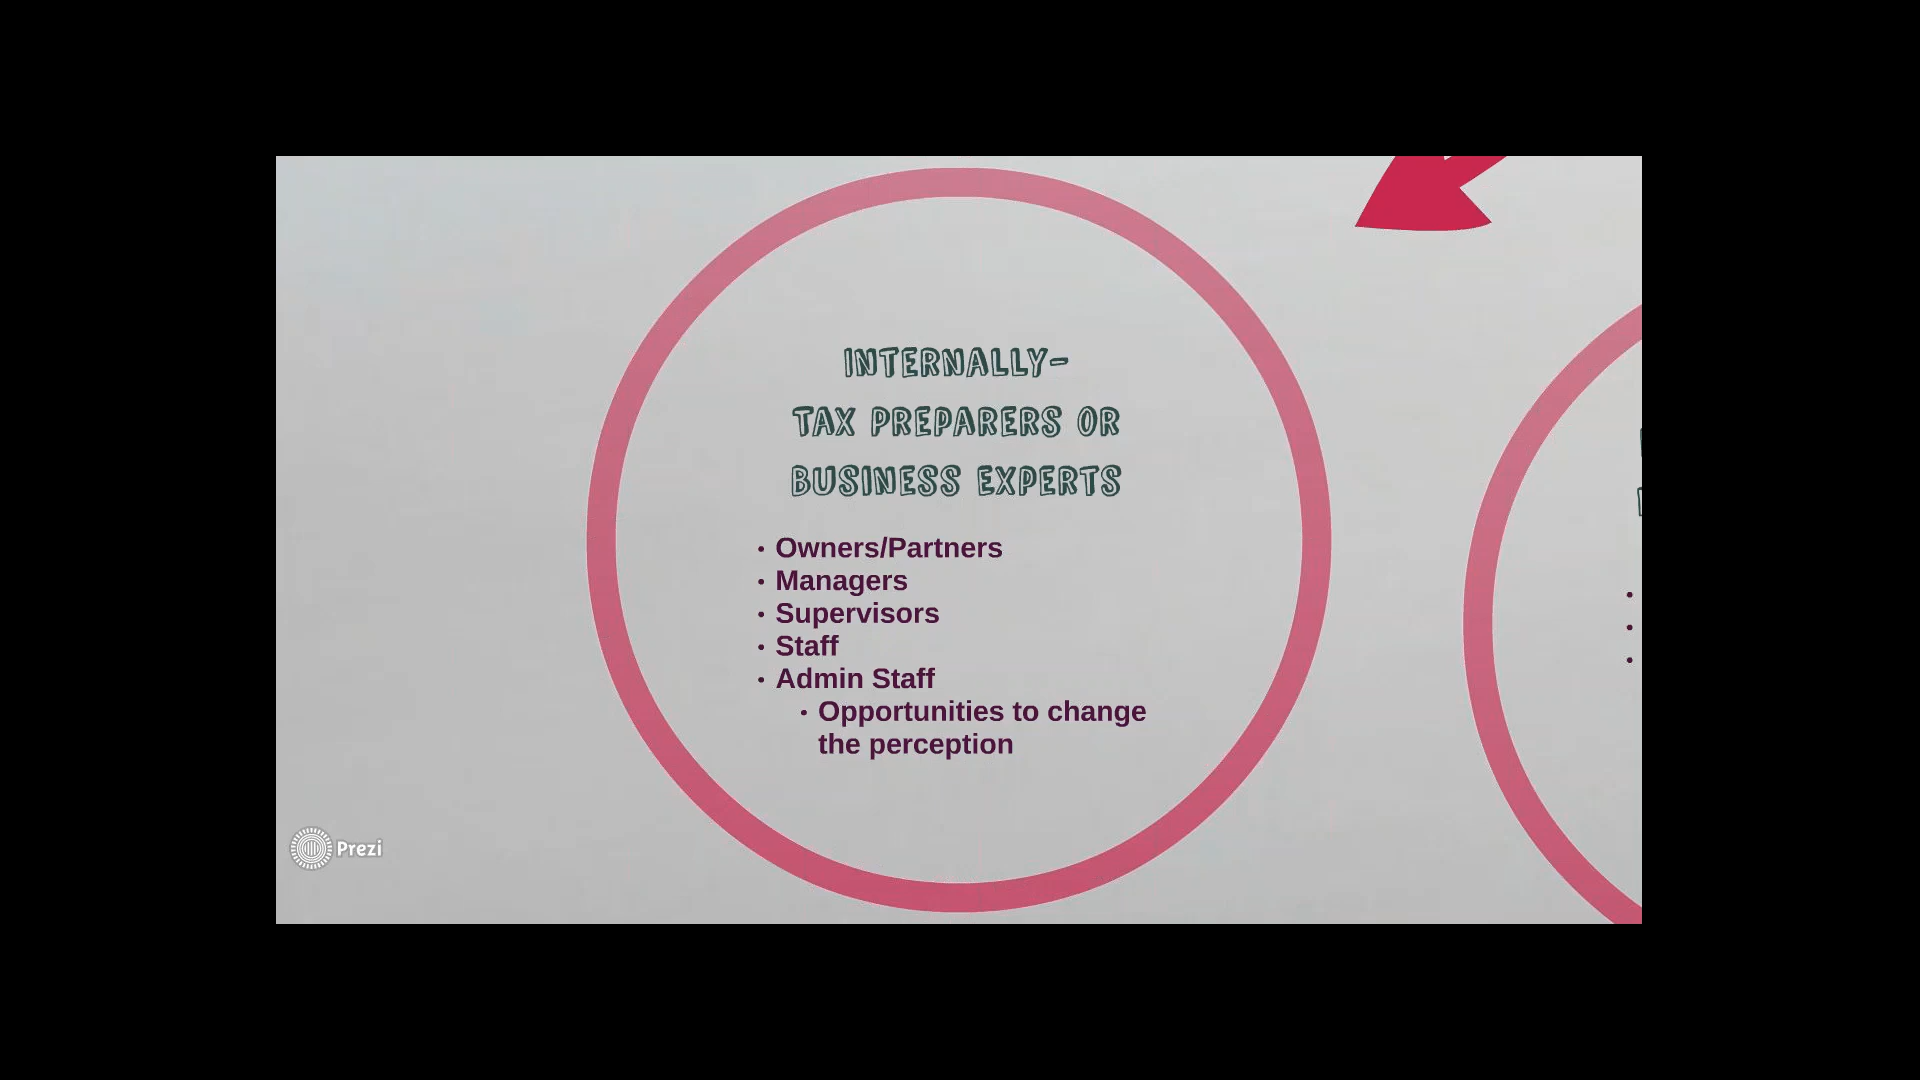 INTERNALLY-
TAX PREPARERS OR
BUSINESS EXPERTS
• Owners/Partners
• Managers
• Supervisors
• Staff
• Admin Staff
• Opportunities to change
the perception
Prezi